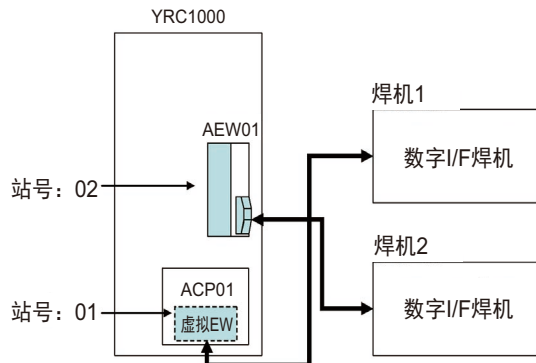 YRC1000
焊机1
AEW01
数字I/F焊机
站号：02
焊机2
ACP01
站号：01
虚拟EW
数字I/F焊机